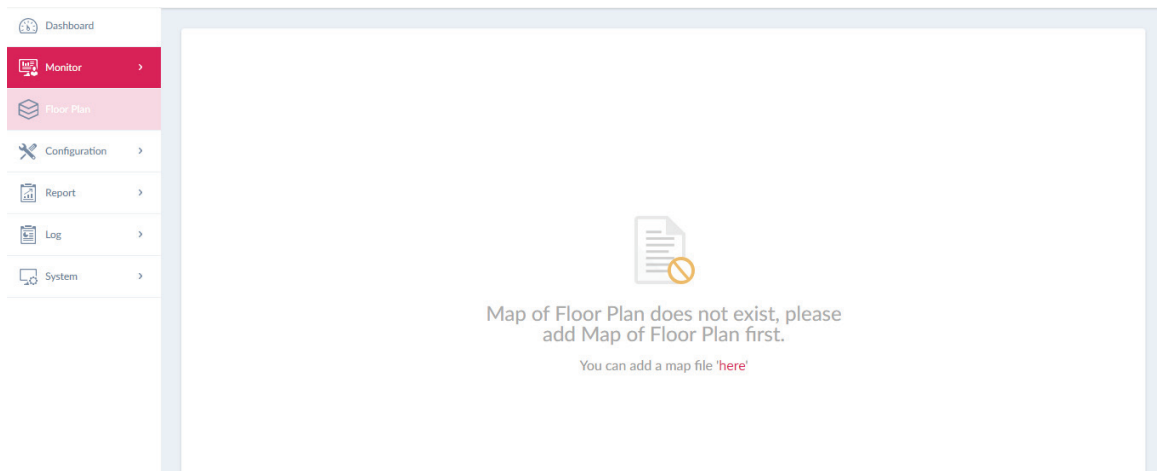 Dashboard
Monitor
Floor Plan
Configuration
Report
Log
System
Map of Floor Plan does not exist, please
add Map of Floor Plan first.
You can add a map file 'here'